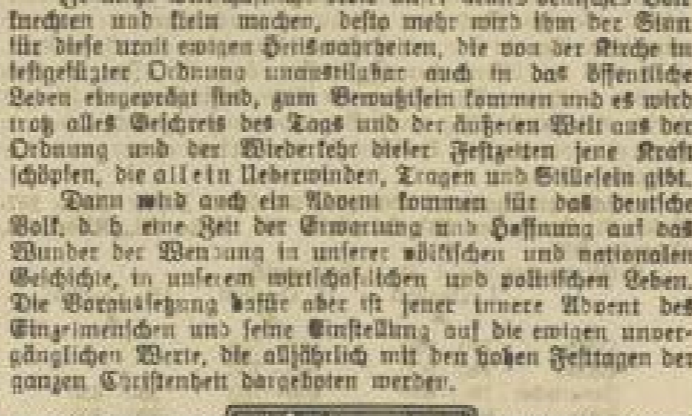 knechten und klein machen, desto mehr wird ihm der Sinn
für diese uralt ewigen Heilswahrheiten, die von der Kirche in
festgefügter Ordnung unaustilgbar auch in das öffentliche
Leben eingeprägt sind, zum Bewußtsein kommen und es wird
trotz alles Geschreis des Tags und der äußeren Welt aus der
Ordnung und der Wiederkehr dieser Festzeiten jene Kraft
schöpfen, die allein Ueberwinden, Tragen und Stillesein gibt.
Dann wird auch ein Advent kommen für das deutsche
Volk, d. h. eine Zeit der Erwartung und Hoffnung auf das
Wunder der Wendung in unserer völkischen und nationalen
Geschichte, in unserem wirtschaftlichen und politischen Leben.
Die Voraussetzung dafür aber ist jener innere Advent des
Einzelmenschen und seine Einstellung auf die ewigen unver-
gänglichen Werte, die alljährlich mit den hohen Festtagen der
ganzen Christenheit dargeboten werden.